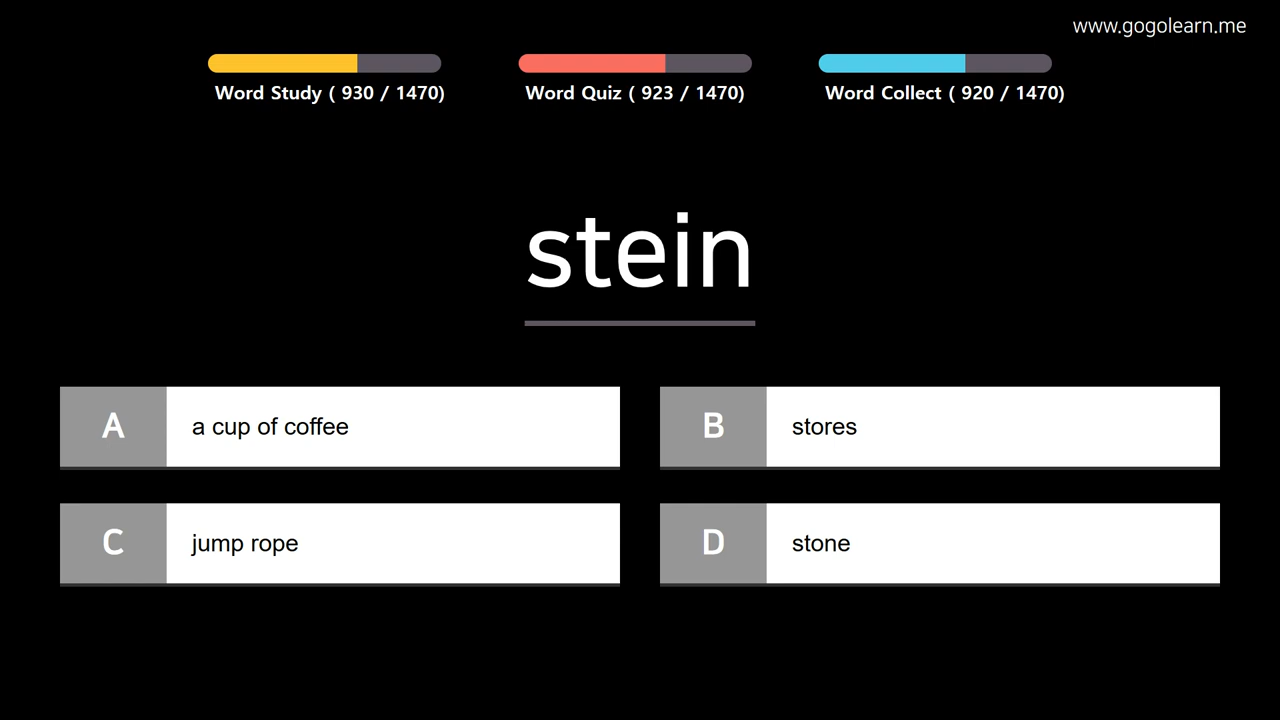 www.gogolearn.me
Word Study ( 930 / 1470)
Word Quiz ( 923 / 1470)
Word Collect ( 920 / 1470)
stein
A
a cup of coffee
B
stores
C
jump rope
D
stone